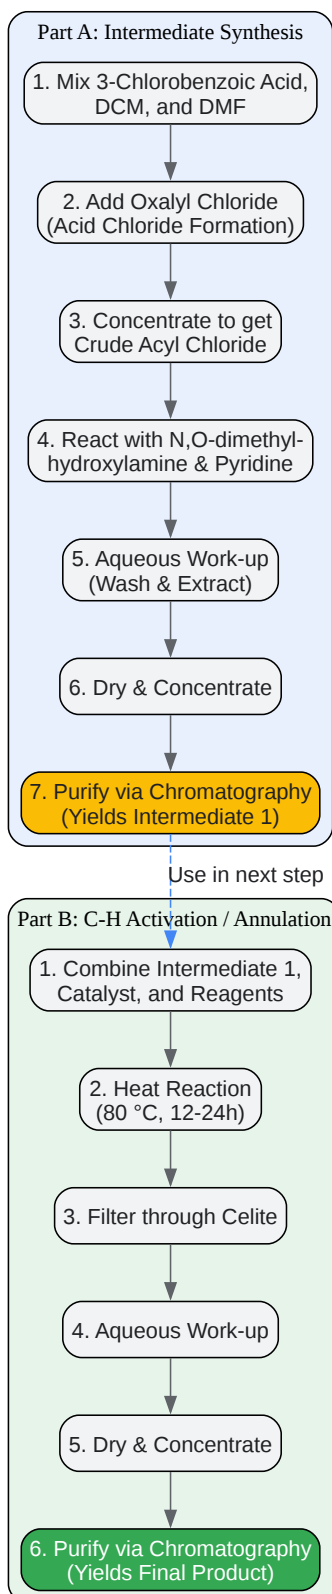 Part A: Intermediate Synthesis
1. Mix 3-Chlorobenzoic Acid,
DCM, and DMF
2. Add Oxalyl Chloride
(Acid Chloride Formation)
3. Concentrate to get
Crude Acyl Chloride
4. React with N,O-dimethyl-
hydroxylamine & Pyridine
5. Aqueous Work-up
(Wash & Extract)
6. Dry & Concentrate
7. Purify via Chromatography
(Yields Intermediate 1)
Use in next step
Part B: C-H Activation / Annulation
1. Combine Intermediate 1,
Catalyst, and Reagents
2. Heat Reaction
(80 °C, 12-24h)
3. Filter through Celite
4. Aqueous Work-up
5. Dry & Concentrate
6. Purify via Chromatography
(Yields Final Product)